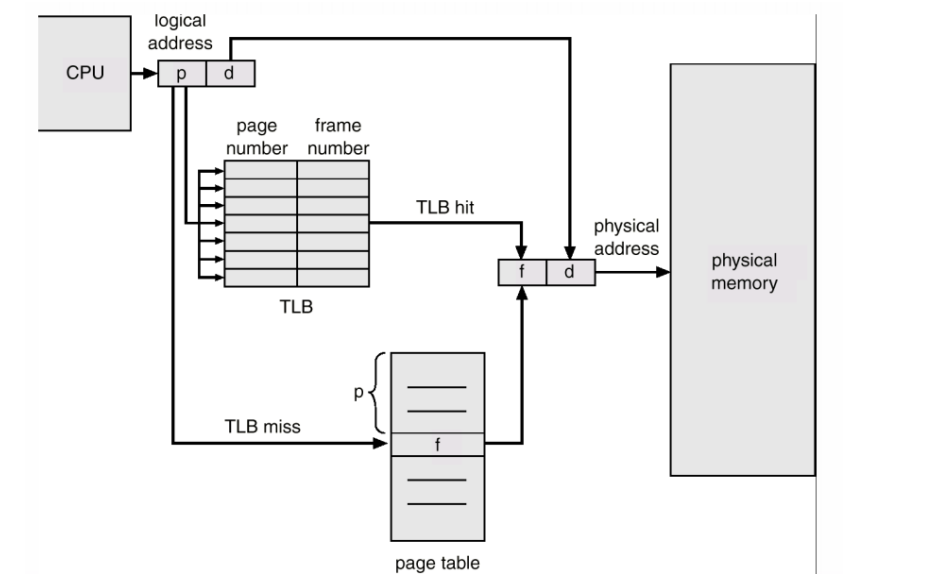 logical
address
CPU
p d
page
number
frame
number
TLB hit
TLB
physical
address
f d
physical
memory
p
TLB miss
f
page table